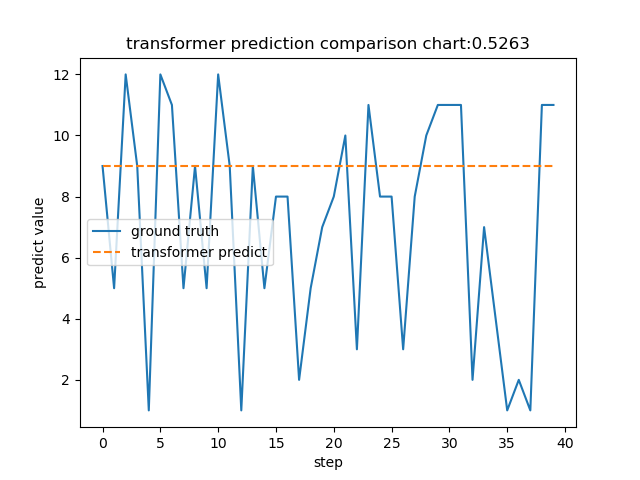 transformer prediction comparison chart:0.5263
12
10
8
6
4
2
predict value
ground truth
transformer predict
0 5 10 15 20 25 30 35 40
step